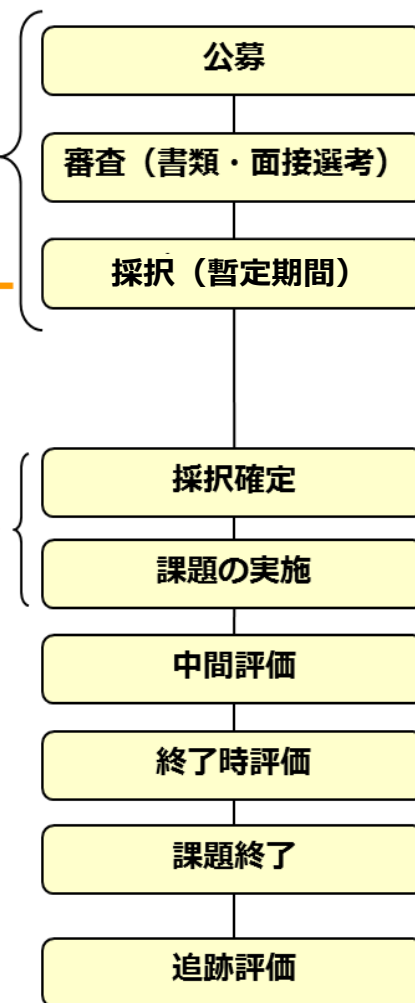 公募
審査（書類・面接選考）
採択（暫定期間）
採択確定
課題の実施
中間評価
終了時評価
課題終了
追跡評価